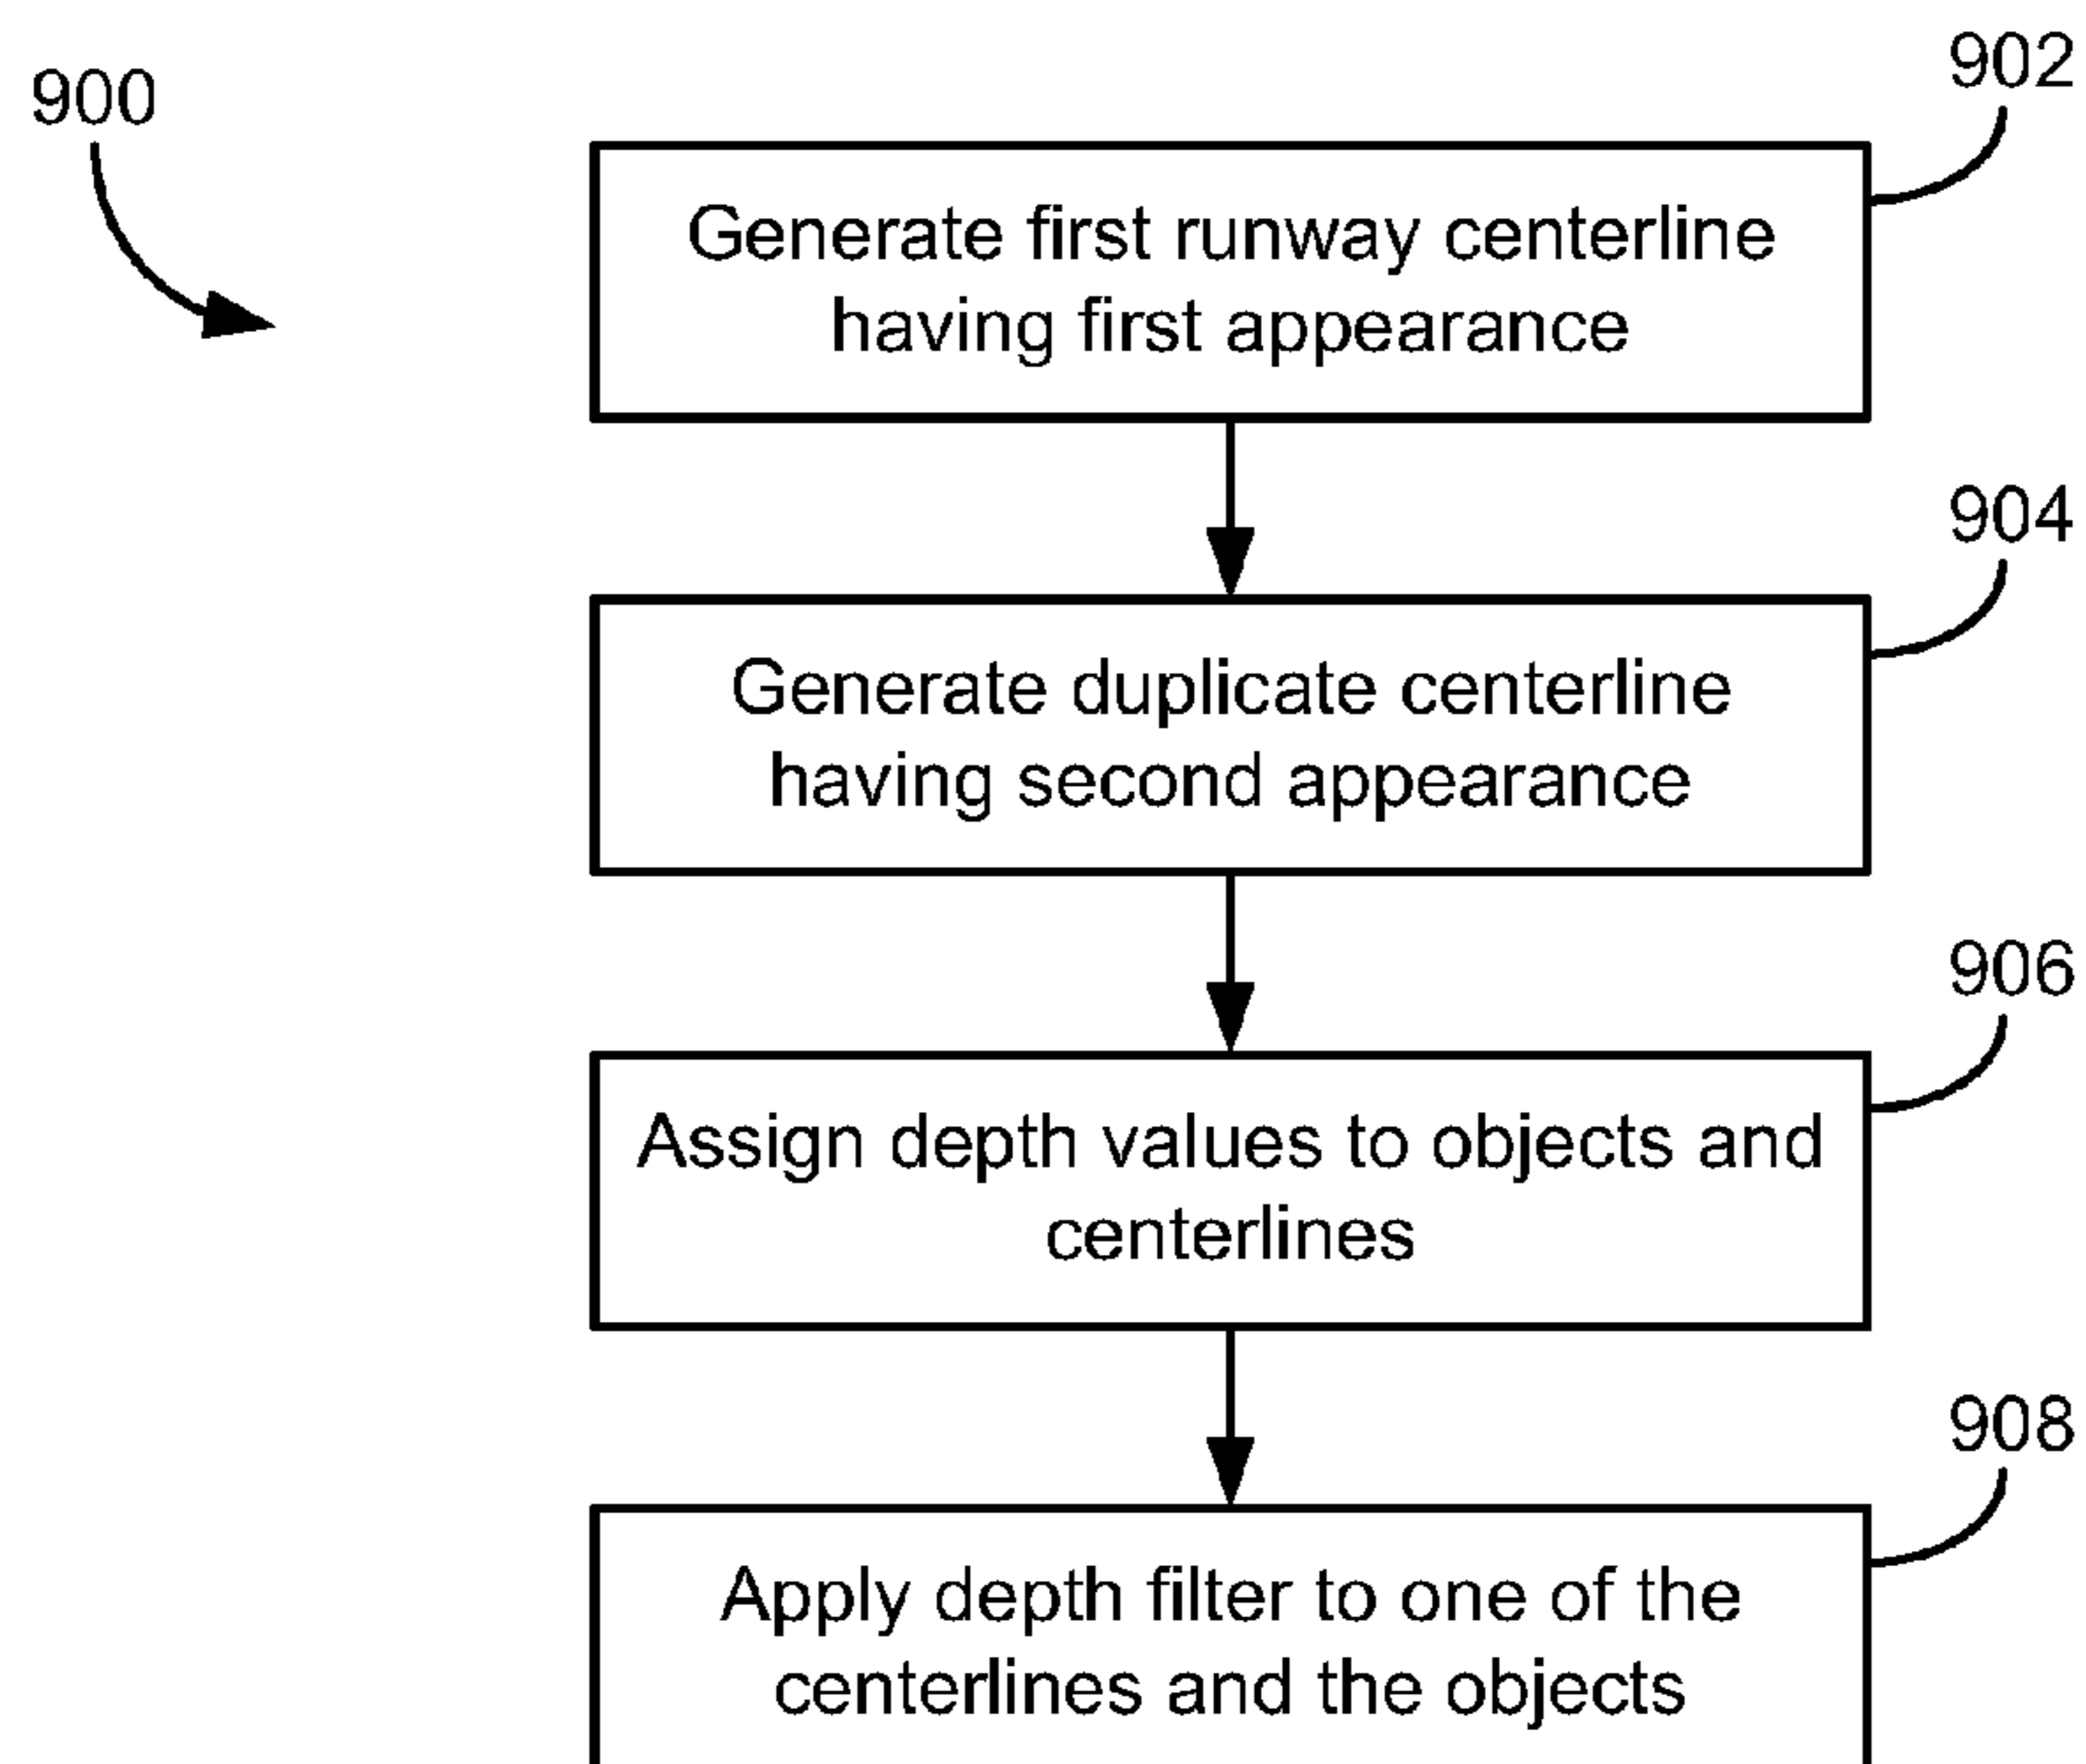 900
902
Generate first runway centerline
having first appearance
904
Generate duplicate centerline
having second appearance
906
Assign depth values to objects and
centerlines
908
Apply depth filter to one of the
centerlines and the objects